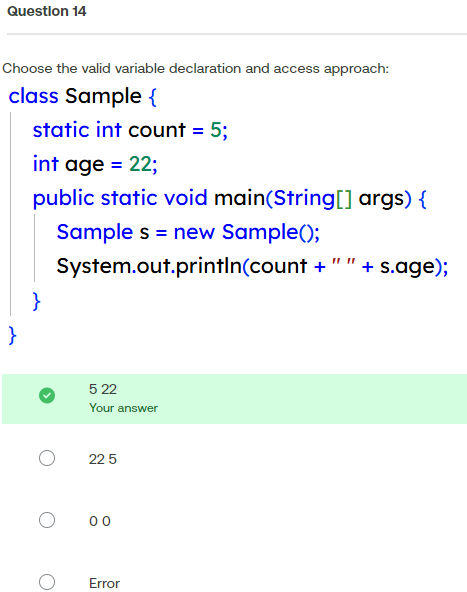 Question 14
Choose the valid variable declaration and access approach:
class Sample {
static int count = 5;
int age = 22;
public static void main(String[] args) {
Sample s = new Sample();
System.out.println(count + " " + s.age);
}
}
5 22
Your answer
22 5
0 0
Error